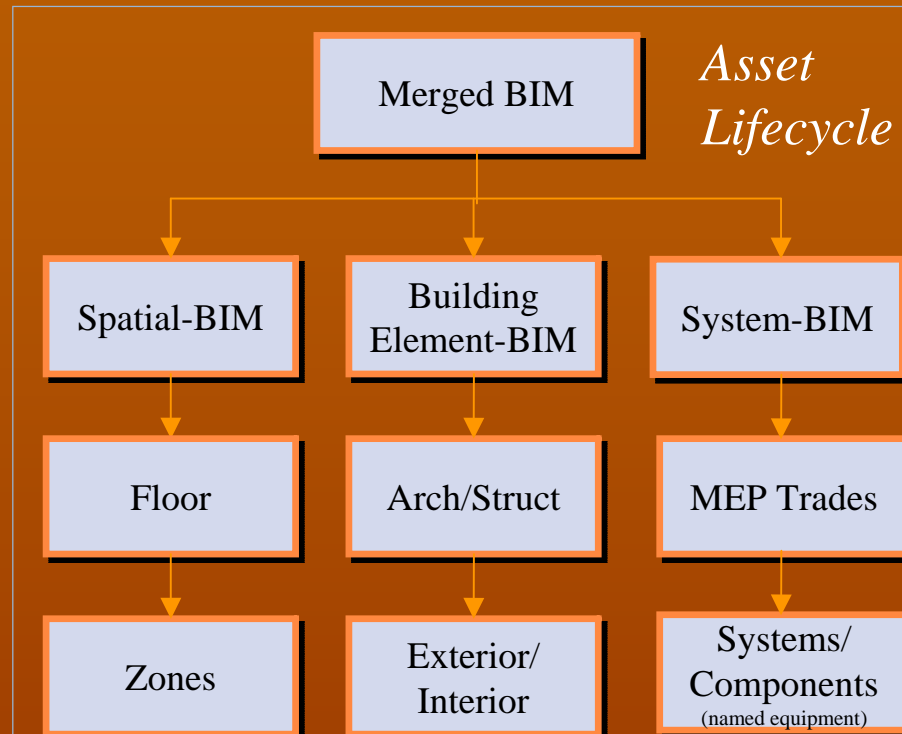 Merged BIM
Asset
Lifecycle
Spatial-BIM
Building
Element-BIM
System-BIM
Floor
Arch/Struct
MEP Trades
Zones
Exterior/
Interior
Systems/
Components
(named equipment)